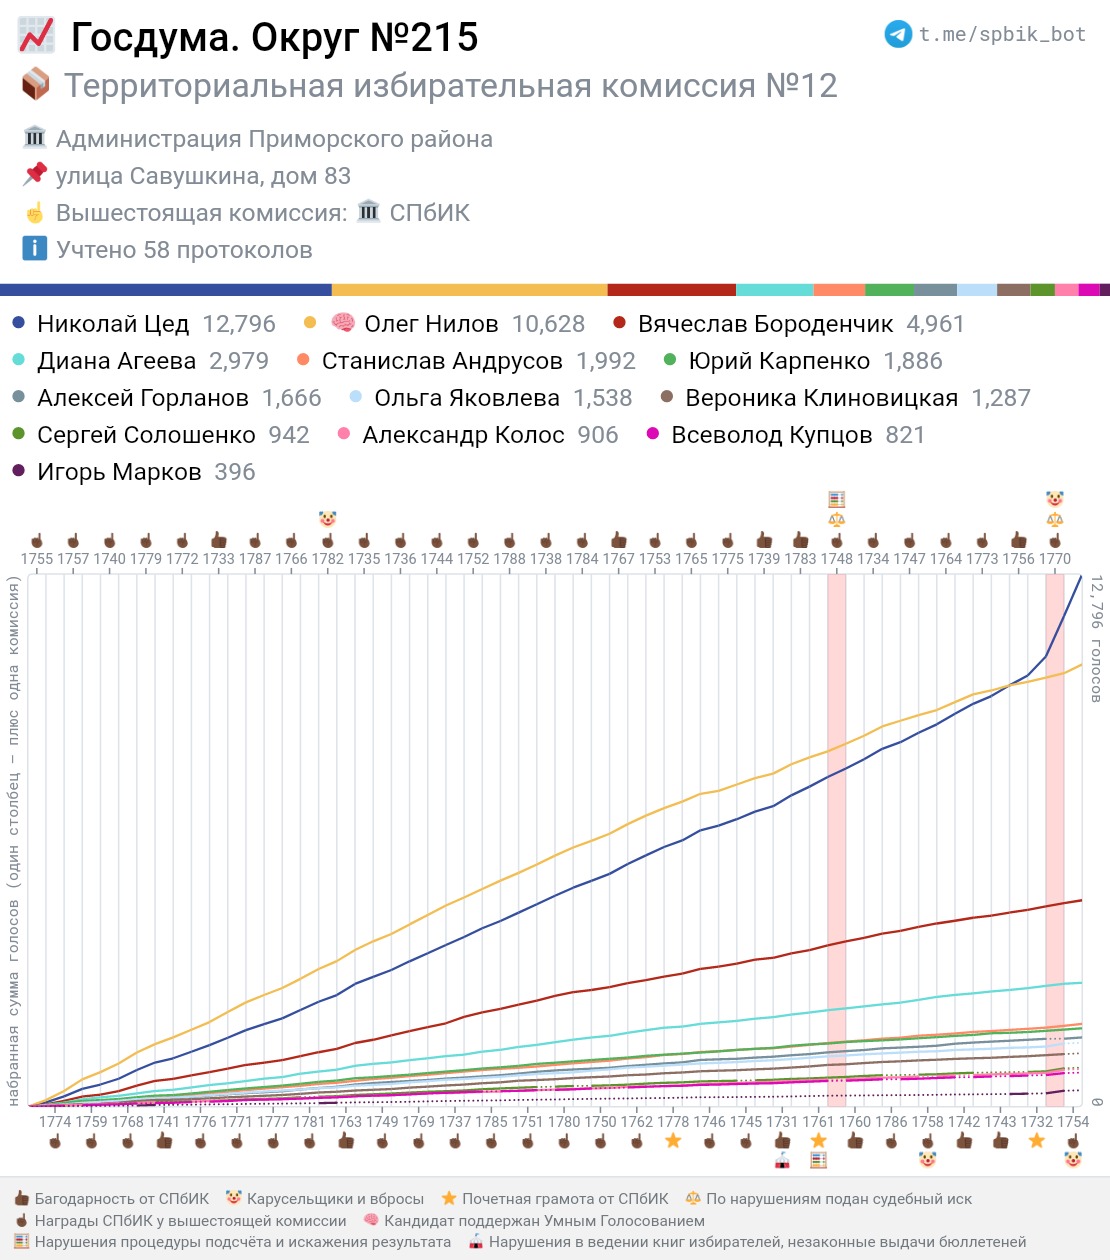 Госдума. Округ №215
t.me/spbik_bot
Территориальная избирательная комиссия №12
Администрация Приморского района
улица Савушкина, дом 83
Вышестоящая комиссия: СПбИК
Учтено 58 протоколов
Николай Цед 12,796 Олег Нилов 10,628 Вячеслав Бороденчик 4,961
Диана Агеева 2,979 Станислав Андрусов 1,992 Юрий Карпенко 1,886
Алексей Горланов 1,666 Ольга Яковлева 1,538 Вероника Клиновицкая 1,287
Сергей Солошенко 942 Александр Колос 906 Всеволод Купцов 821
Игорь Марков 396
1755 1757 1740 1779 1772 1733 1787 1766 1782 1735 1736 1744 1752 1788 1738 1784 1767 1753 1765 1775 1739 1783 1748 1734 1747 1764 1773 1756 1770
набранная сумма голосов (один столбец – плюс одна комиссия)
12,796 голосов
0
1774 1759 1768 1741 1776 1771 1777 1781 1763 1749 1769 1737 1785 1751 1780 1750 1762 1778 1746 1745 1731 1761 1760 1786 1758 1742 1743 1732 1754
Багодарность от СПбИК Карусельщики и вбросы Почетная грамота от СПбИК По нарушениям подан судебный иск
Награды СПбИК у вышестоящей комиссии Кандидат поддержан Умным Голосованием
Нарушения процедуры подсчёта и искажения результата Нарушения в ведении книг избирателей, незаконные выдачи бюллетеней